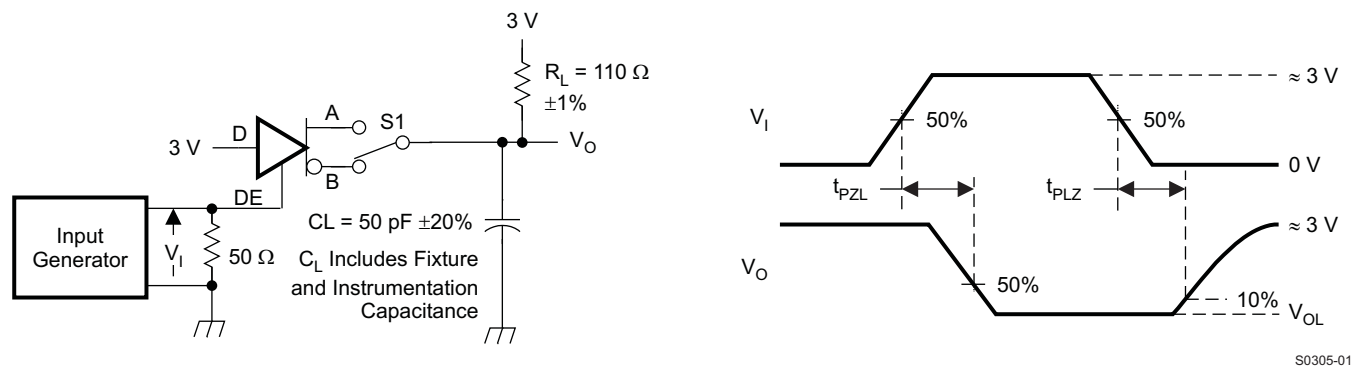 3 V
R_L = 110 Ω
±1%
A
S1
V_O
3 V
D
B
DE
CL = 50 pF ±20%
Input
Generator
V_I
50 Ω
C_L Includes Fixture
and Instrumentation
Capacitance
≈ 3 V
V_I
50%
50%
0 V
t_PZL
t_PLZ
≈ 3 V
V_O
50%
10%
V_OL
S0305-01